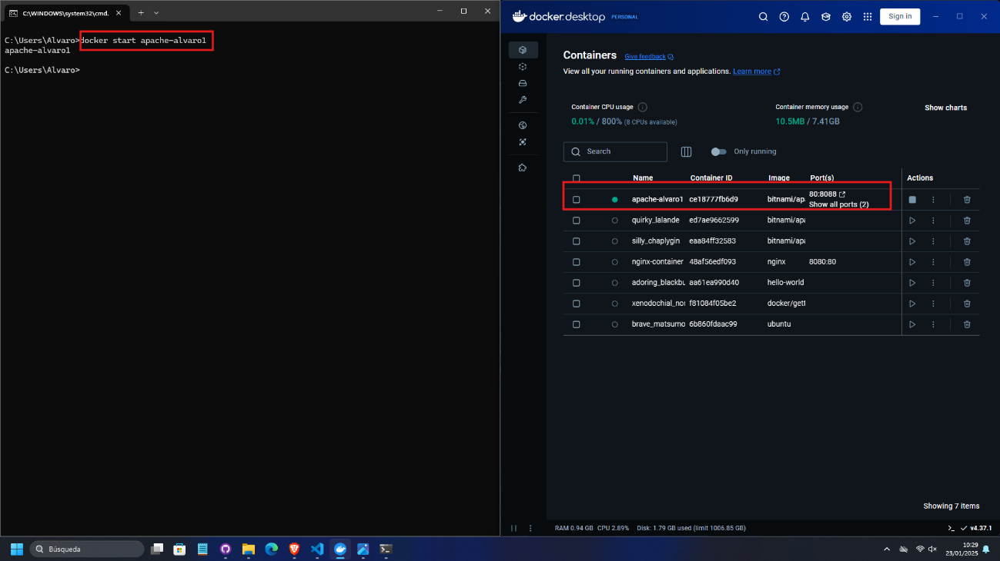 C:\WINDOWS\system32\cmd.
C:\Users\Alvaro>docker start apache-alvaro1
apache-alvaro1
C:\Users\Alvaro>
docker.desktop PERSONAL
Sign in
Containers Give feedback
View all your running containers and applications. Learn more
Container CPU usage
0.01% / 800% (8 CPUs available)
Container memory usage
10.5MB / 7.41GB
Show charts
Search
Only running
Name Container ID Image Port(s) Actions
apache-alvaro1 ce18777fb6d9 bitnami/apa 80:8088
Show all ports (2)
quirky_lalande ed7ae9662599 bitnami/apa
silly_chaplygin eaa84ff32583 bitnami/apa
nginx-container 48af56edf093 nginx 8080:80
adoring_blackbu aa61ea990d40 hello-world
xenodochial_nor f81084f05be2 docker/gett
brave_matsumo 6b860fdaac99 ubuntu
Showing 7 items
RAM 0.94 GB CPU 2.89% Disk: 1.79 GB used (limit 1006.85 GB)
v4.37.1
Búsqueda
10:29
23/01/2025